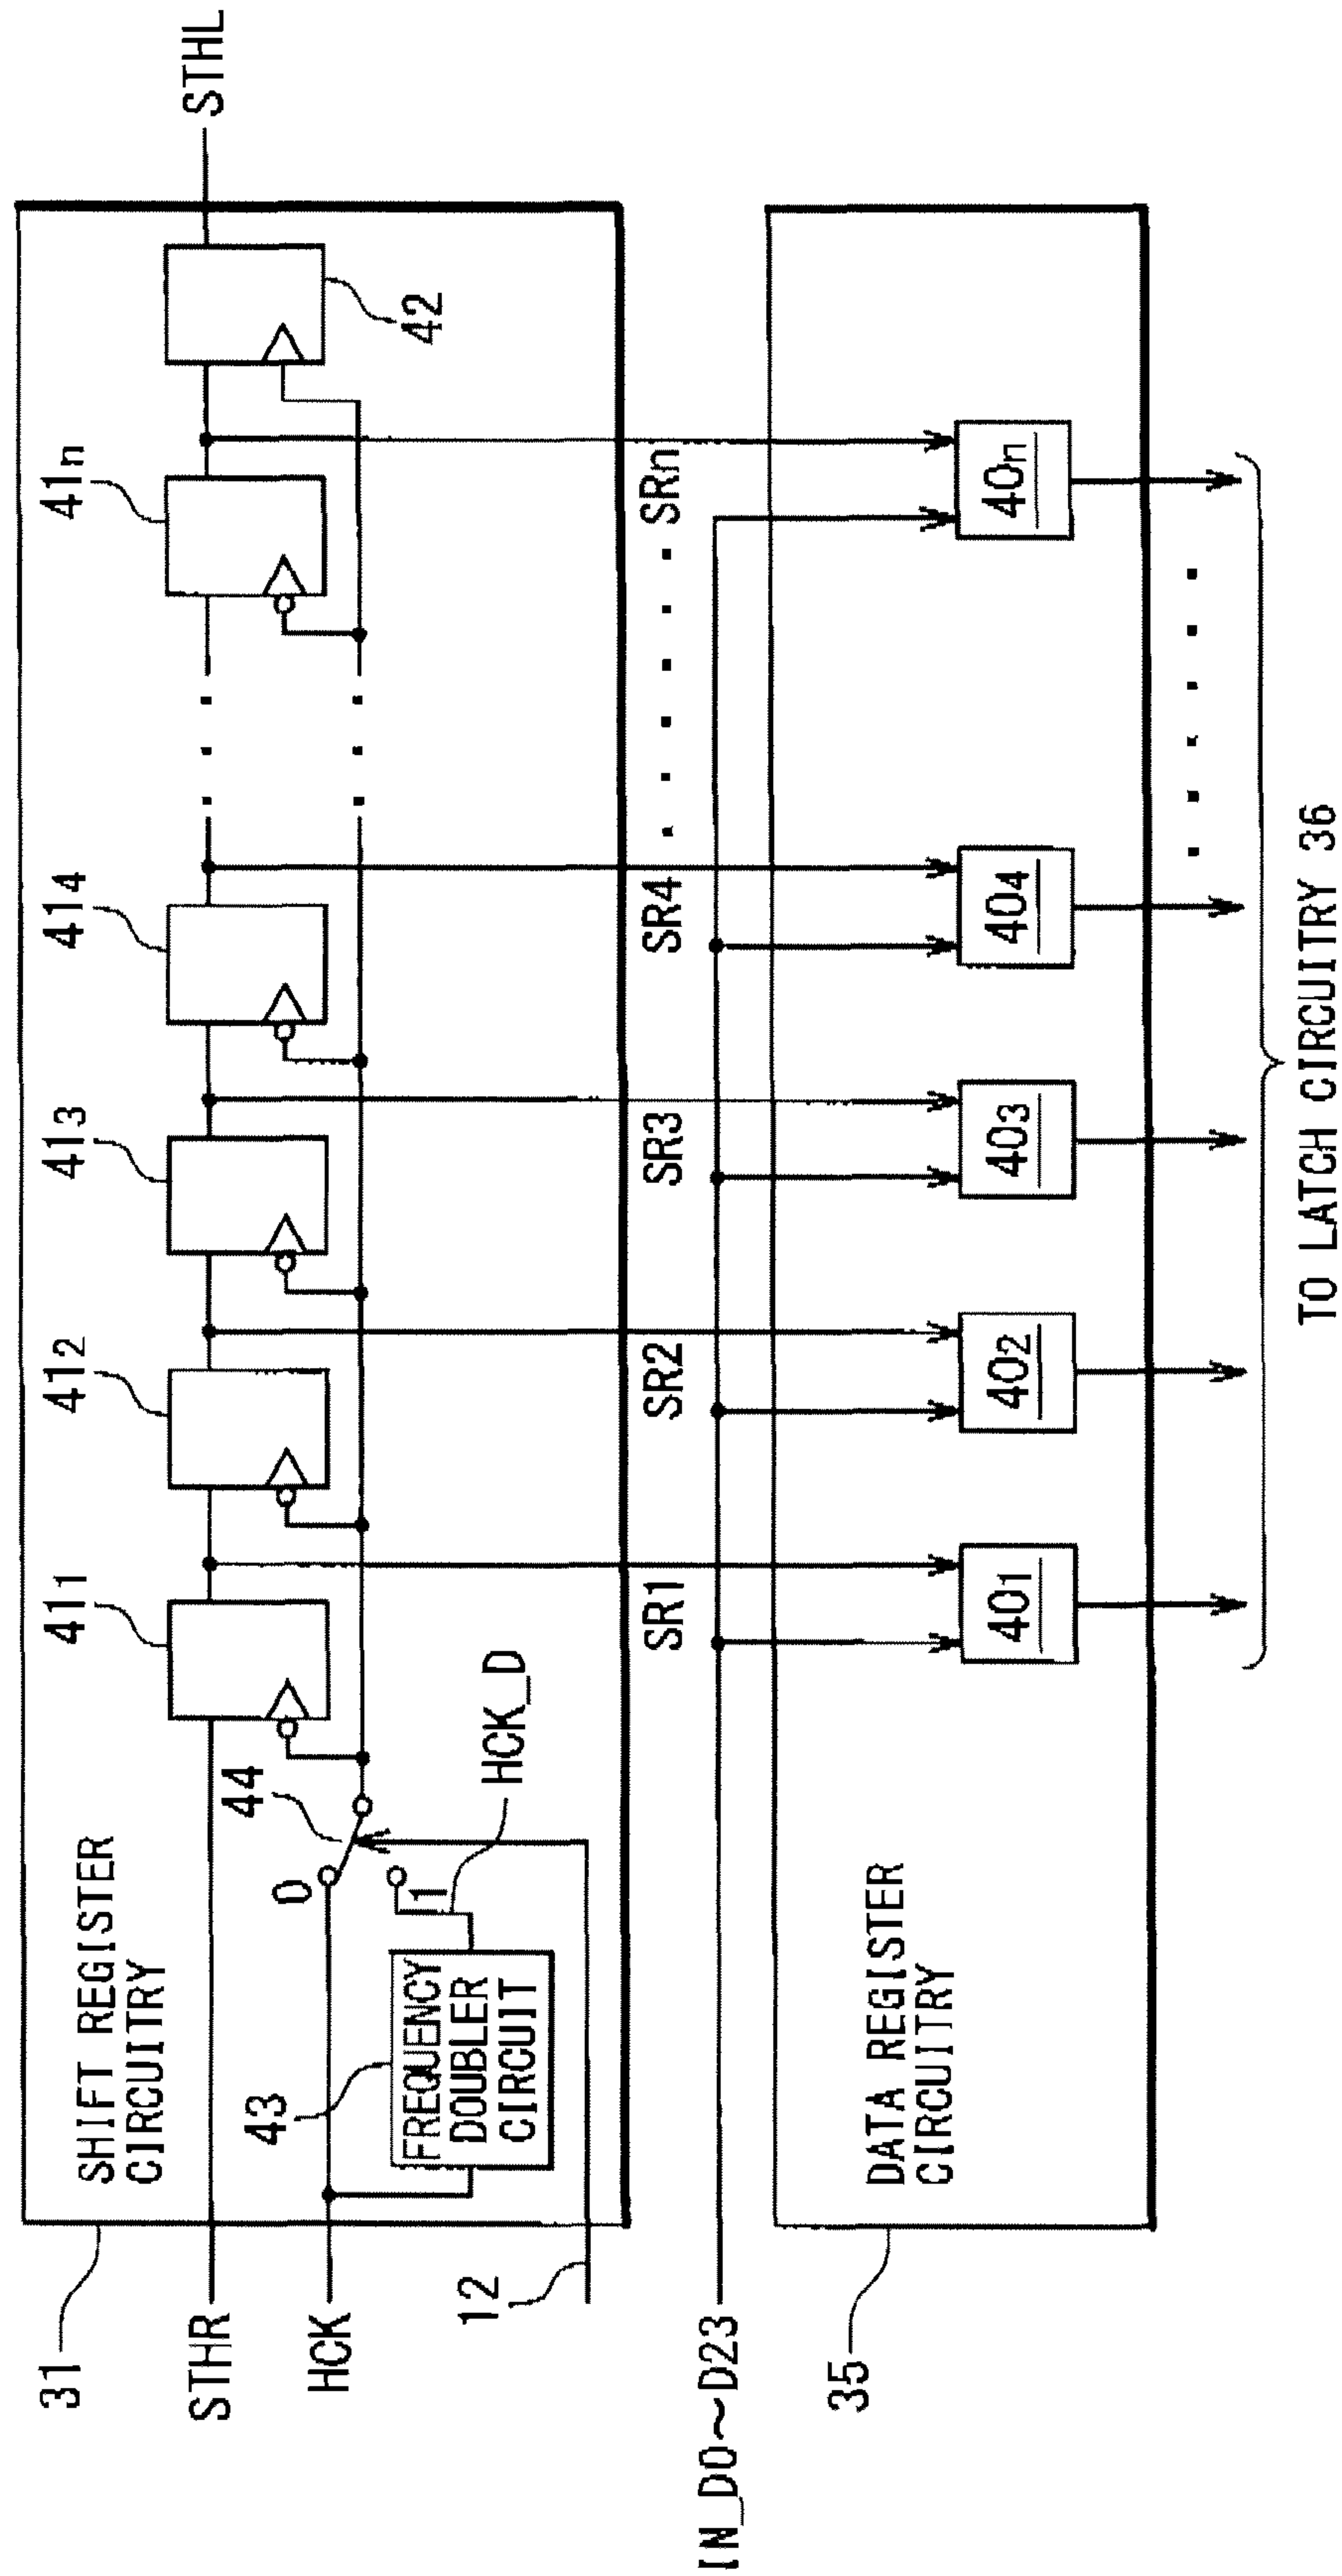 31
SHIFT REGISTER
CIRCUITRY
STHR
HCK
12
43
FREQUENCY
DOUBLER
CIRCUIT
0
1
44
HCK_D
411
412
413
414
41n
42
STHL
SR1
SR2
SR3
SR4
SRn
IN_D0~D23
35
DATA REGISTER
CIRCUITRY
401
402
403
404
40n
TO LATCH CIRCUITRY 36